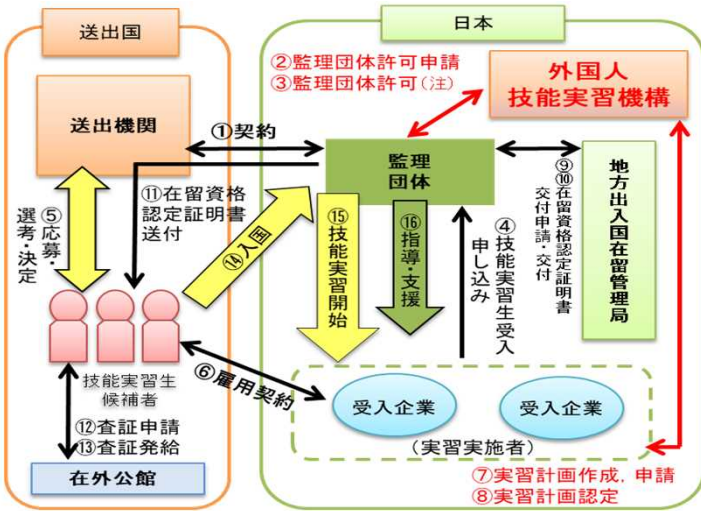 送出国
日本
送出機関
①契約
②監理団体許可申請
③監理団体許可(注)
外国人
技能実習機構
監理
団体
⑤応募・
選考・決定
⑪在留資格
認定証明書
送付
⑭入国
⑮技能実習開始
⑯指導・支援
④技能実習生受入
申し込み
⑨⑩在留資格認定証明書
交付申請・交付
地方出入国在留管理局
技能実習生
候補者
⑥雇用契約
受入企業
受入企業
(実習実施者)
⑫査証申請
⑬査証発給
在外公館
⑦実習計画作成，申請
⑧実習計画認定